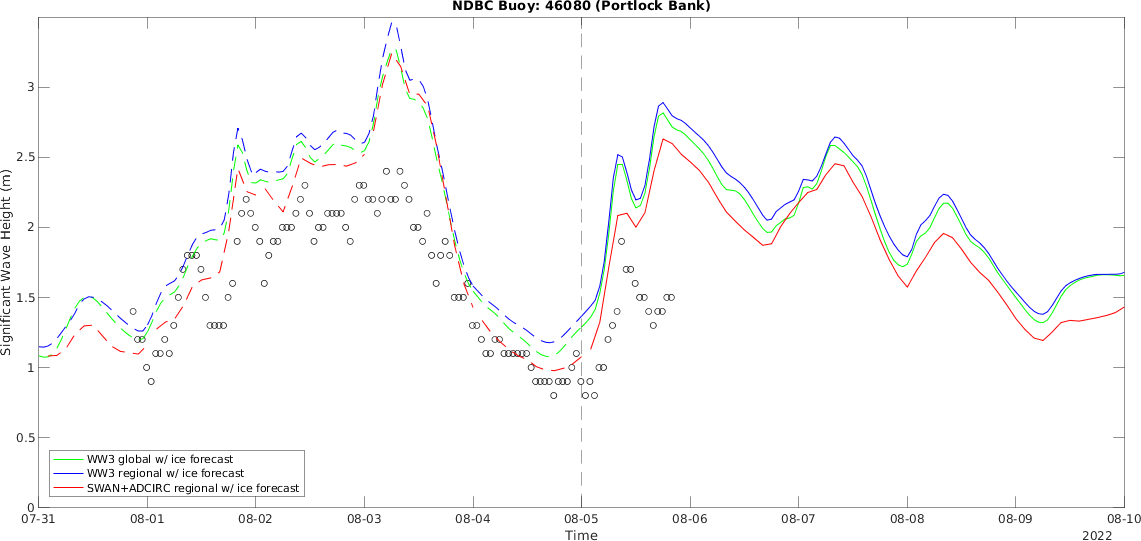 NDBC Buoy: 46080 (Portlock Bank)
Significant Wave Height (m)
3
2.5
2
1.5
1
0.5
0
WW3 global w/ ice forecast
WW3 regional w/ ice forecast
SWAN+ADCIRC regional w/ ice forecast
07-31 08-01 08-02 08-03 08-04 08-05 08-06 08-07 08-08 08-09 08-10
Time
2022